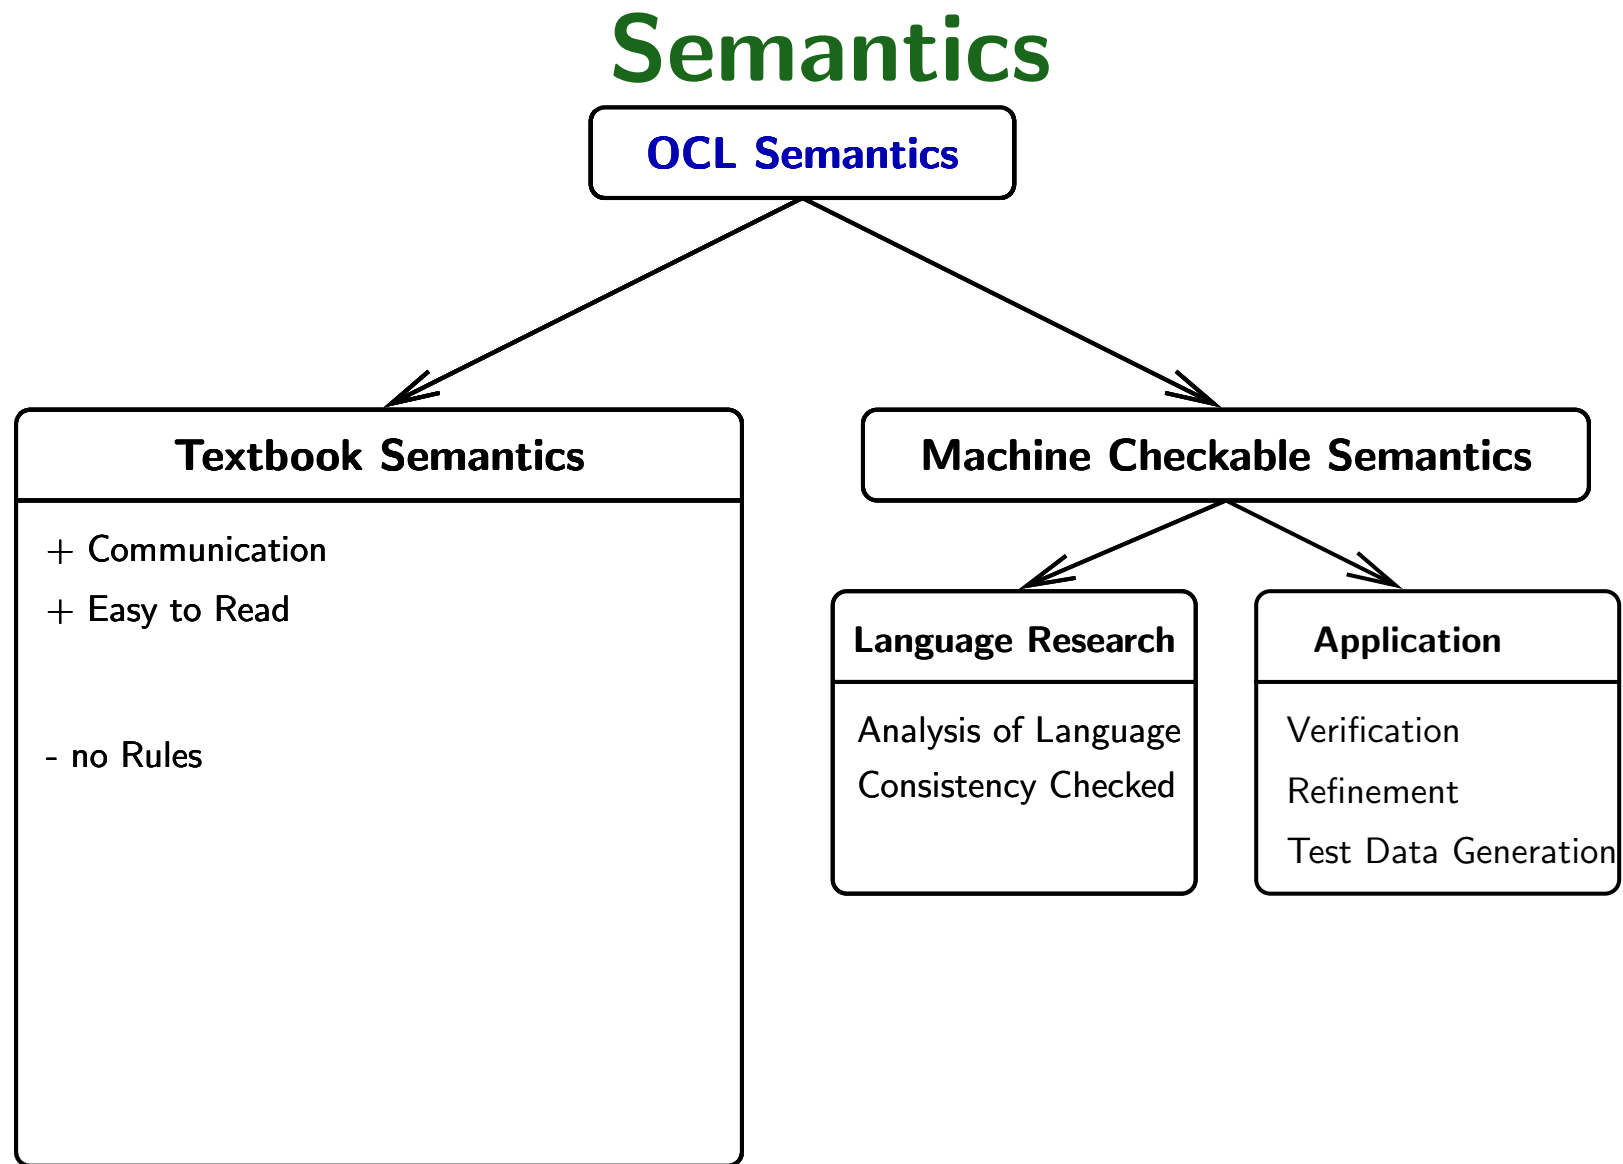 Semantics
OCL Semantics
Textbook Semantics
+ Communication
+ Easy to Read
- no Rules
Machine Checkable Semantics
Language Research
Analysis of Language
Consistency Checked
Application
Verification
Refinement
Test Data Generation